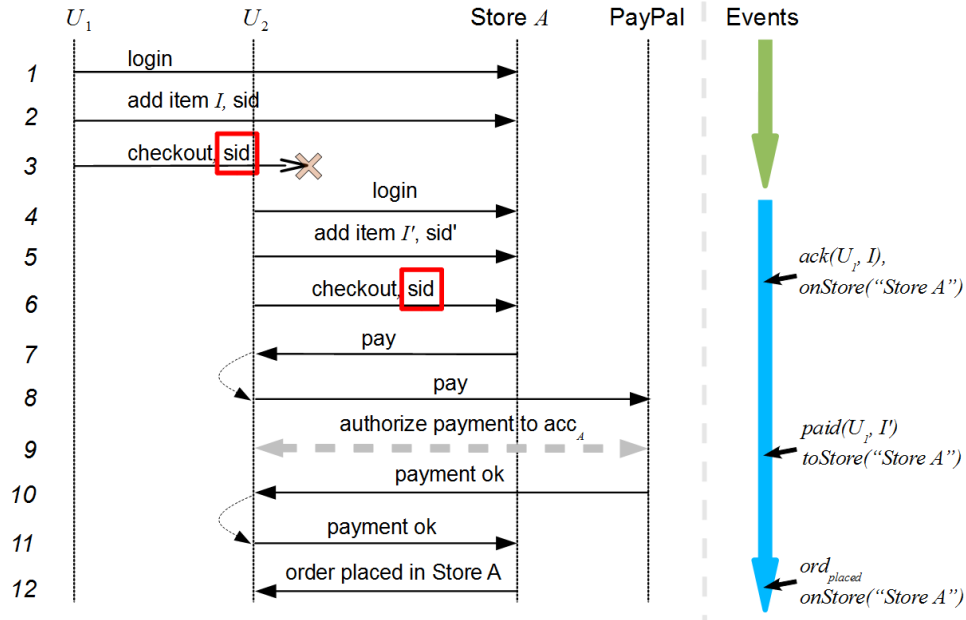 U1 U2 Store A PayPal Events
1 login
2 add item I, sid
3 checkout, sid
4 login
5 add item I', sid'
ack(U1, I),
onStore(“Store A”)
6 checkout, sid
7 pay
8 pay
9 authorize payment to accA
paid(U1, I')
toStore(“Store A”)
10 payment ok
11 payment ok
12 order placed in Store A
ordplaced
onStore(“Store A”)